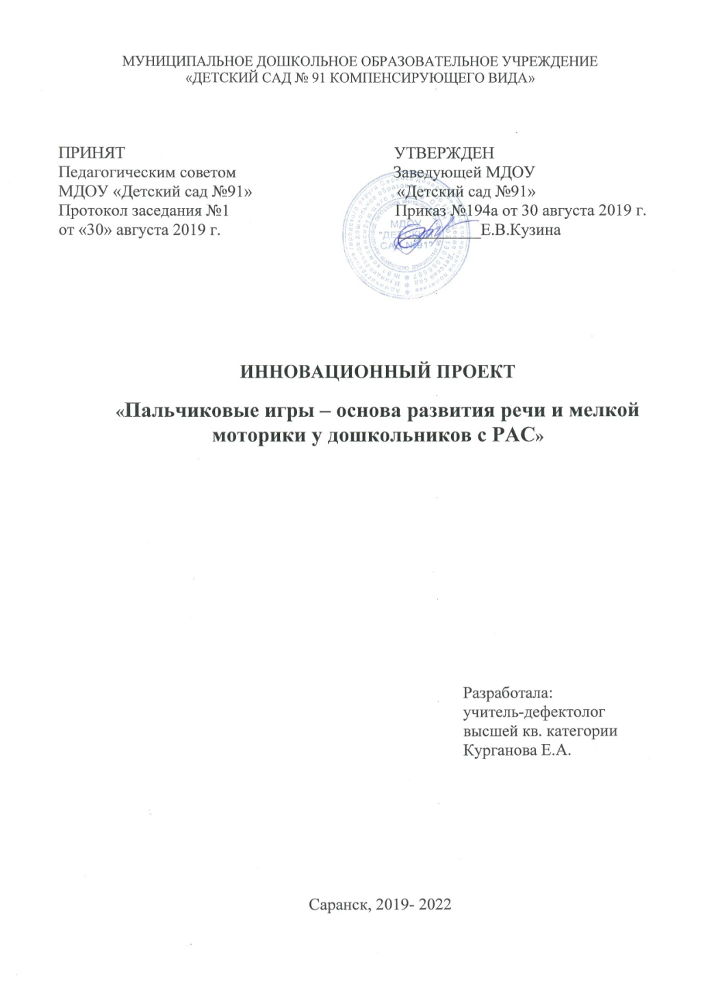 МУНИЦИПАЛЬНОЕ ДОШКОЛЬНОЕ ОБРАЗОВАТЕЛЬНОЕ УЧРЕЖДЕНИЕ
«ДЕТСКИЙ САД № 91 КОМПЕНСИРУЮЩЕГО ВИДА»
ПРИНЯТ
Педагогическим советом
МДОУ «Детский сад №91»
Протокол заседания №1
от «30» августа 2019 г.
УТВЕРЖДЕН
Заведующей МДОУ
«Детский сад №91»
Приказ №194а от 30 августа 2019 г.
__________Е.В.Кузина
МДОУ
"ДЕТСКИЙ
САД №91"
ИННОВАЦИОННЫЙ ПРОЕКТ
«Пальчиковые игры – основа развития речи и мелкой
моторики у дошкольников с РАС»
Разработала:
учитель-дефектолог
высшей кв. категории
Курганова Е.А.
Саранск, 2019- 2022